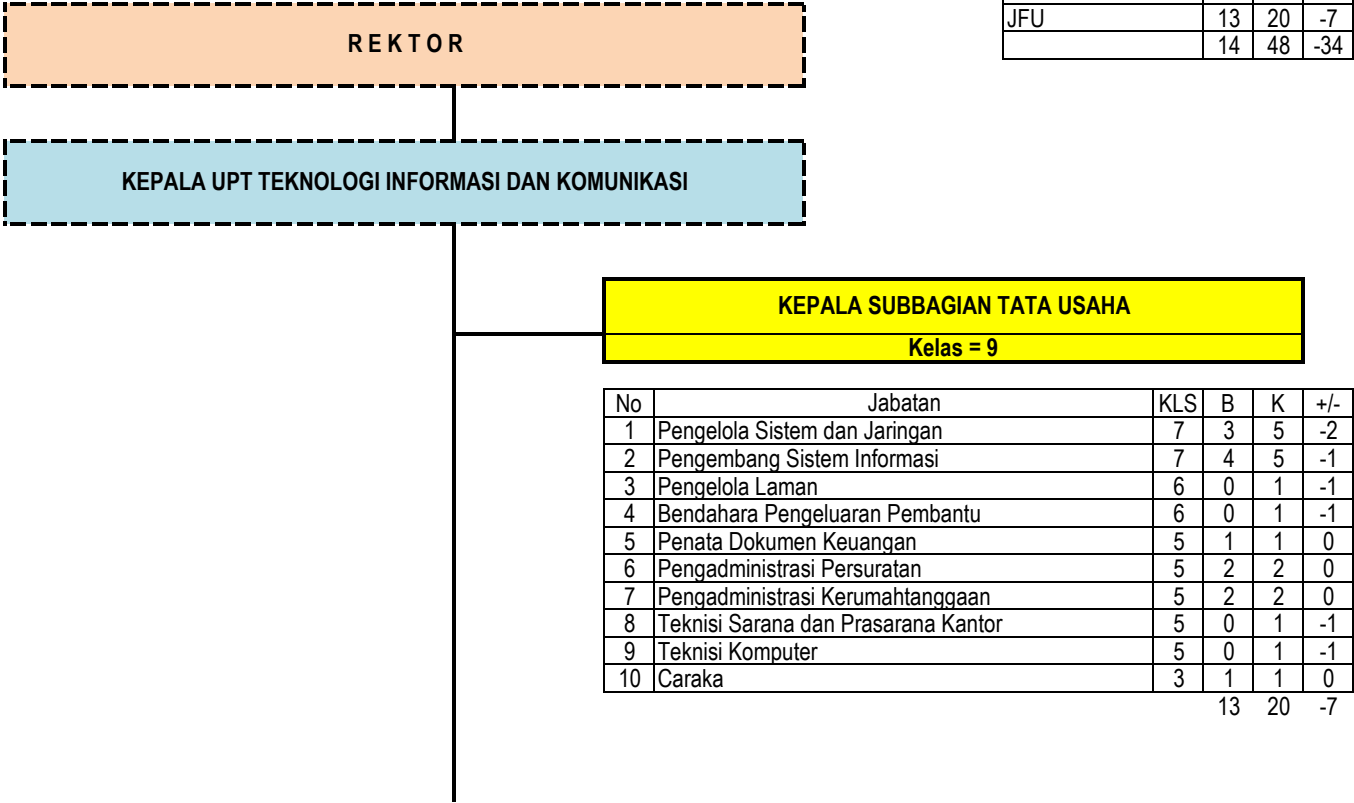 JFU 13 20 -7
14 48 -34
R E K T O R
KEPALA UPT TEKNOLOGI INFORMASI DAN KOMUNIKASI
KEPALA SUBBAGIAN TATA USAHA
Kelas = 9
No Jabatan KLS B K +/-
1 Pengelola Sistem dan Jaringan 7 3 5 -2
2 Pengembang Sistem Informasi 7 4 5 -1
3 Pengelola Laman 6 0 1 -1
4 Bendahara Pengeluaran Pembantu 6 0 1 -1
5 Penata Dokumen Keuangan 5 1 1 0
6 Pengadministrasi Persuratan 5 2 2 0
7 Pengadministrasi Kerumahtanggaan 5 2 2 0
8 Teknisi Sarana dan Prasarana Kantor 5 0 1 -1
9 Teknisi Komputer 5 0 1 -1
10 Caraka 3 1 1 0
13 20 -7